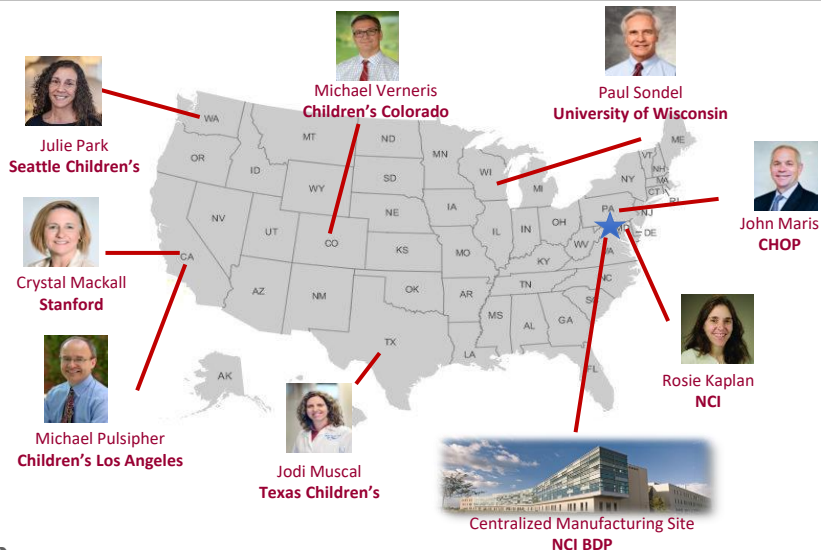 Michael Verneris
Children's Colorado
Paul Sondel
University of Wisconsin
Julie Park
Seattle Children's
John Maris
CHOP
Crystal Mackall
Stanford
Rosie Kaplan
NCI
Michael Pulsipher
Children's Los Angeles
Jodi Muscal
Texas Children's
Centralized Manufacturing Site
NCI BDP
WA
MT
ND
MN
ME
OR
ID
SD
WI
MI
VT
NH
NY
MA
CT
RI
WY
IA
PA
NJ
NV
NE
UT
CO
IL
IN
OH
DE
CA
KS
MO
WV
VA
KY
AZ
NM
OK
AR
TN
NC
SC
TX
MS
AL
GA
LA
FL
AK